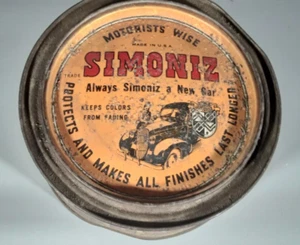 MOTORISTS WISE
MADE IN U.S.A.
SIMONIZ
TRADE
Always Simoniz a New Car
KEEPS COLORS
FROM FADING
PROTECTS AND MAKES ALL FINISHES LAST LONGER